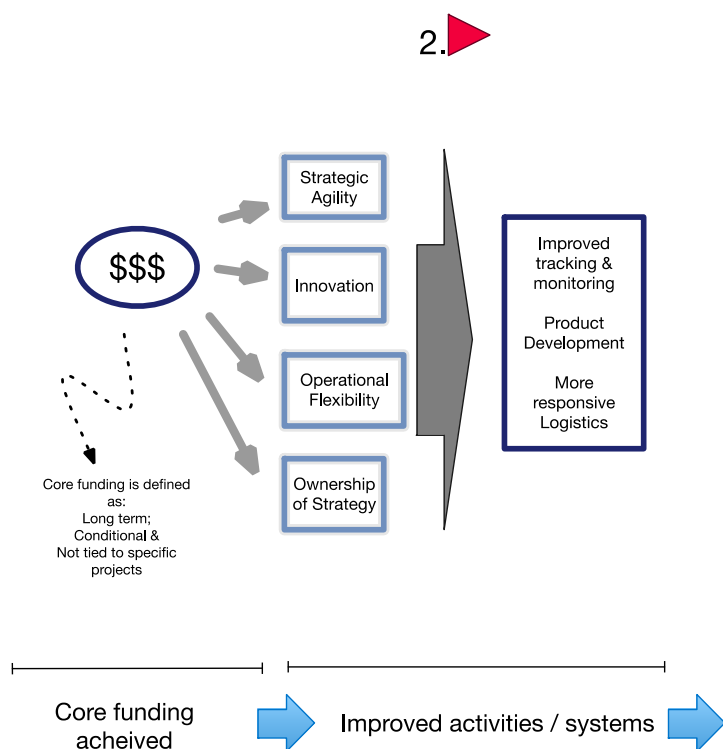 2.
Strategic
Agility
$$$
Innovation
Operational
Flexibility
Ownership
of Strategy
Improved
tracking &
monitoring
Product
Development
More
responsive
Logistics
Core funding is defined
as:
Long term;
Conditional &
Not tied to specific
projects
Core funding
acheived
Improved activities / systems